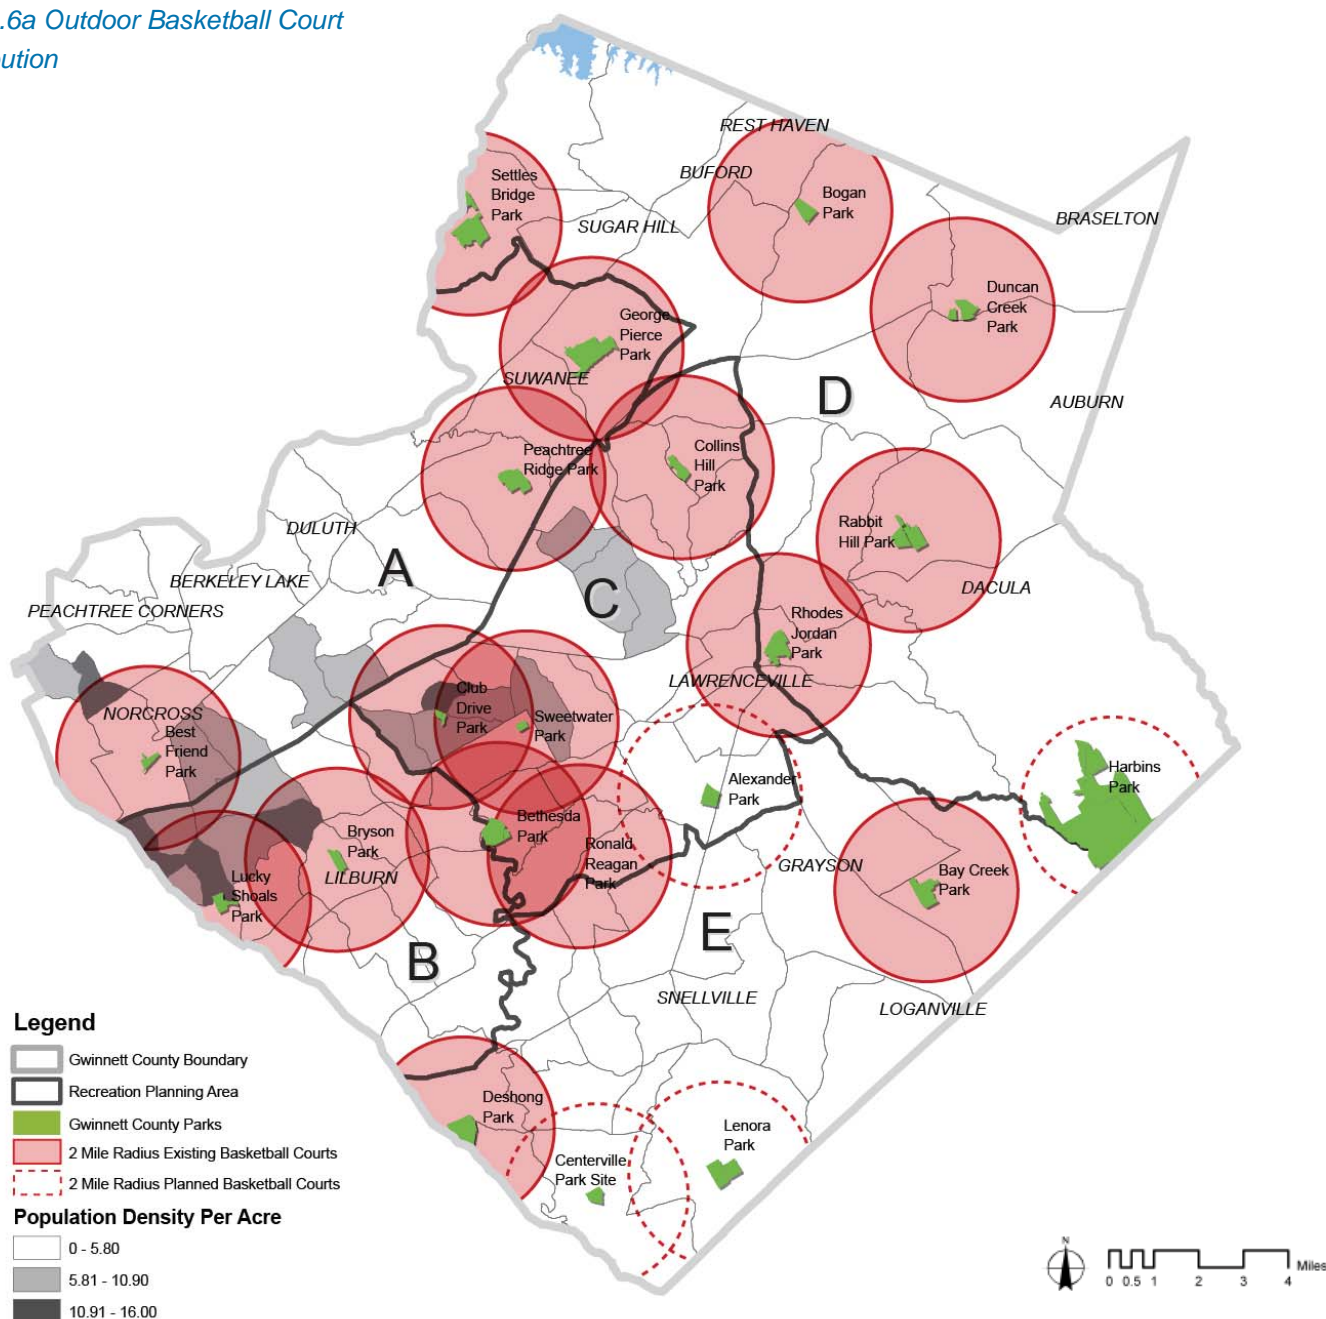 .6a Outdoor Basketball Court
ution
REST HAVEN
BUFORD
Settles
Bridge
Park
Bogan
Park
SUGAR HILL
BRASELTON
Duncan
Creek
Park
George
Pierce
Park
SUWANEE
D
AUBURN
Peachtree
Ridge Park
Collins
Hill
Park
DULUTH
Rabbit
Hill Park
A
BERKELEY LAKE
C
DACULA
PEACHTREE CORNERS
Rhodes
Jordan
Park
LAWRENCEVILLE
NORCROSS
Best
Friend
Park
Club
Drive
Park
Sweetwater
Park
Alexander
Park
Harbins
Park
Bryson
Park
LILBURN
Bethesda
Park
Ronald
Reagan
Park
GRAYSON
Bay Creek
Park
Lucky
Shoals
Park
B
E
SNELLVILLE
LOGANVILLE
Deshong
Park
Lenora
Park
Centerville
Park Site
Legend
Gwinnett County Boundary
Recreation Planning Area
Gwinnett County Parks
2 Mile Radius Existing Basketball Courts
2 Mile Radius Planned Basketball Courts
Population Density Per Acre
0 - 5.80
5.81 - 10.90
10.91 - 16.00
N
Miles
0 0.5 1 2 3 4